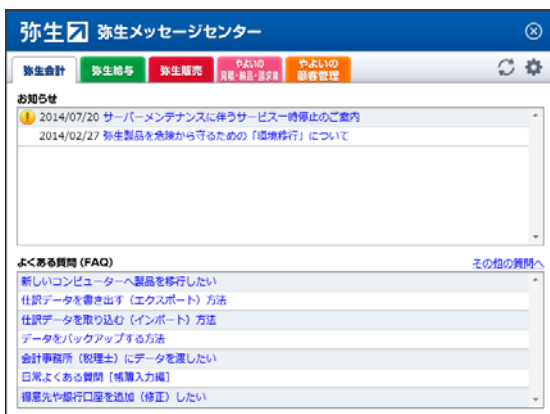 弥生 弥生メッセージセンター
弥生会計 弥生給与 弥生販売 やよいの見積・納品・請求書 やよいの顧客管理
お知らせ
2014/07/20 サーバーメンテナンスに伴うサービス一時停止のご案内
2014/02/27 弥生製品を危険から守るための「環境移行」について
よくある質問 (FAQ) その他の質問へ
新しいコンピューターへ製品を移行したい
仕訳データを書き出す（エクスポート）方法
仕訳データを取り込む（インポート）方法
データをバックアップする方法
会計事務所（税理士）にデータを渡したい
日常よくある質問［帳簿入力編］
得意先や銀行口座を追加（修正）したい